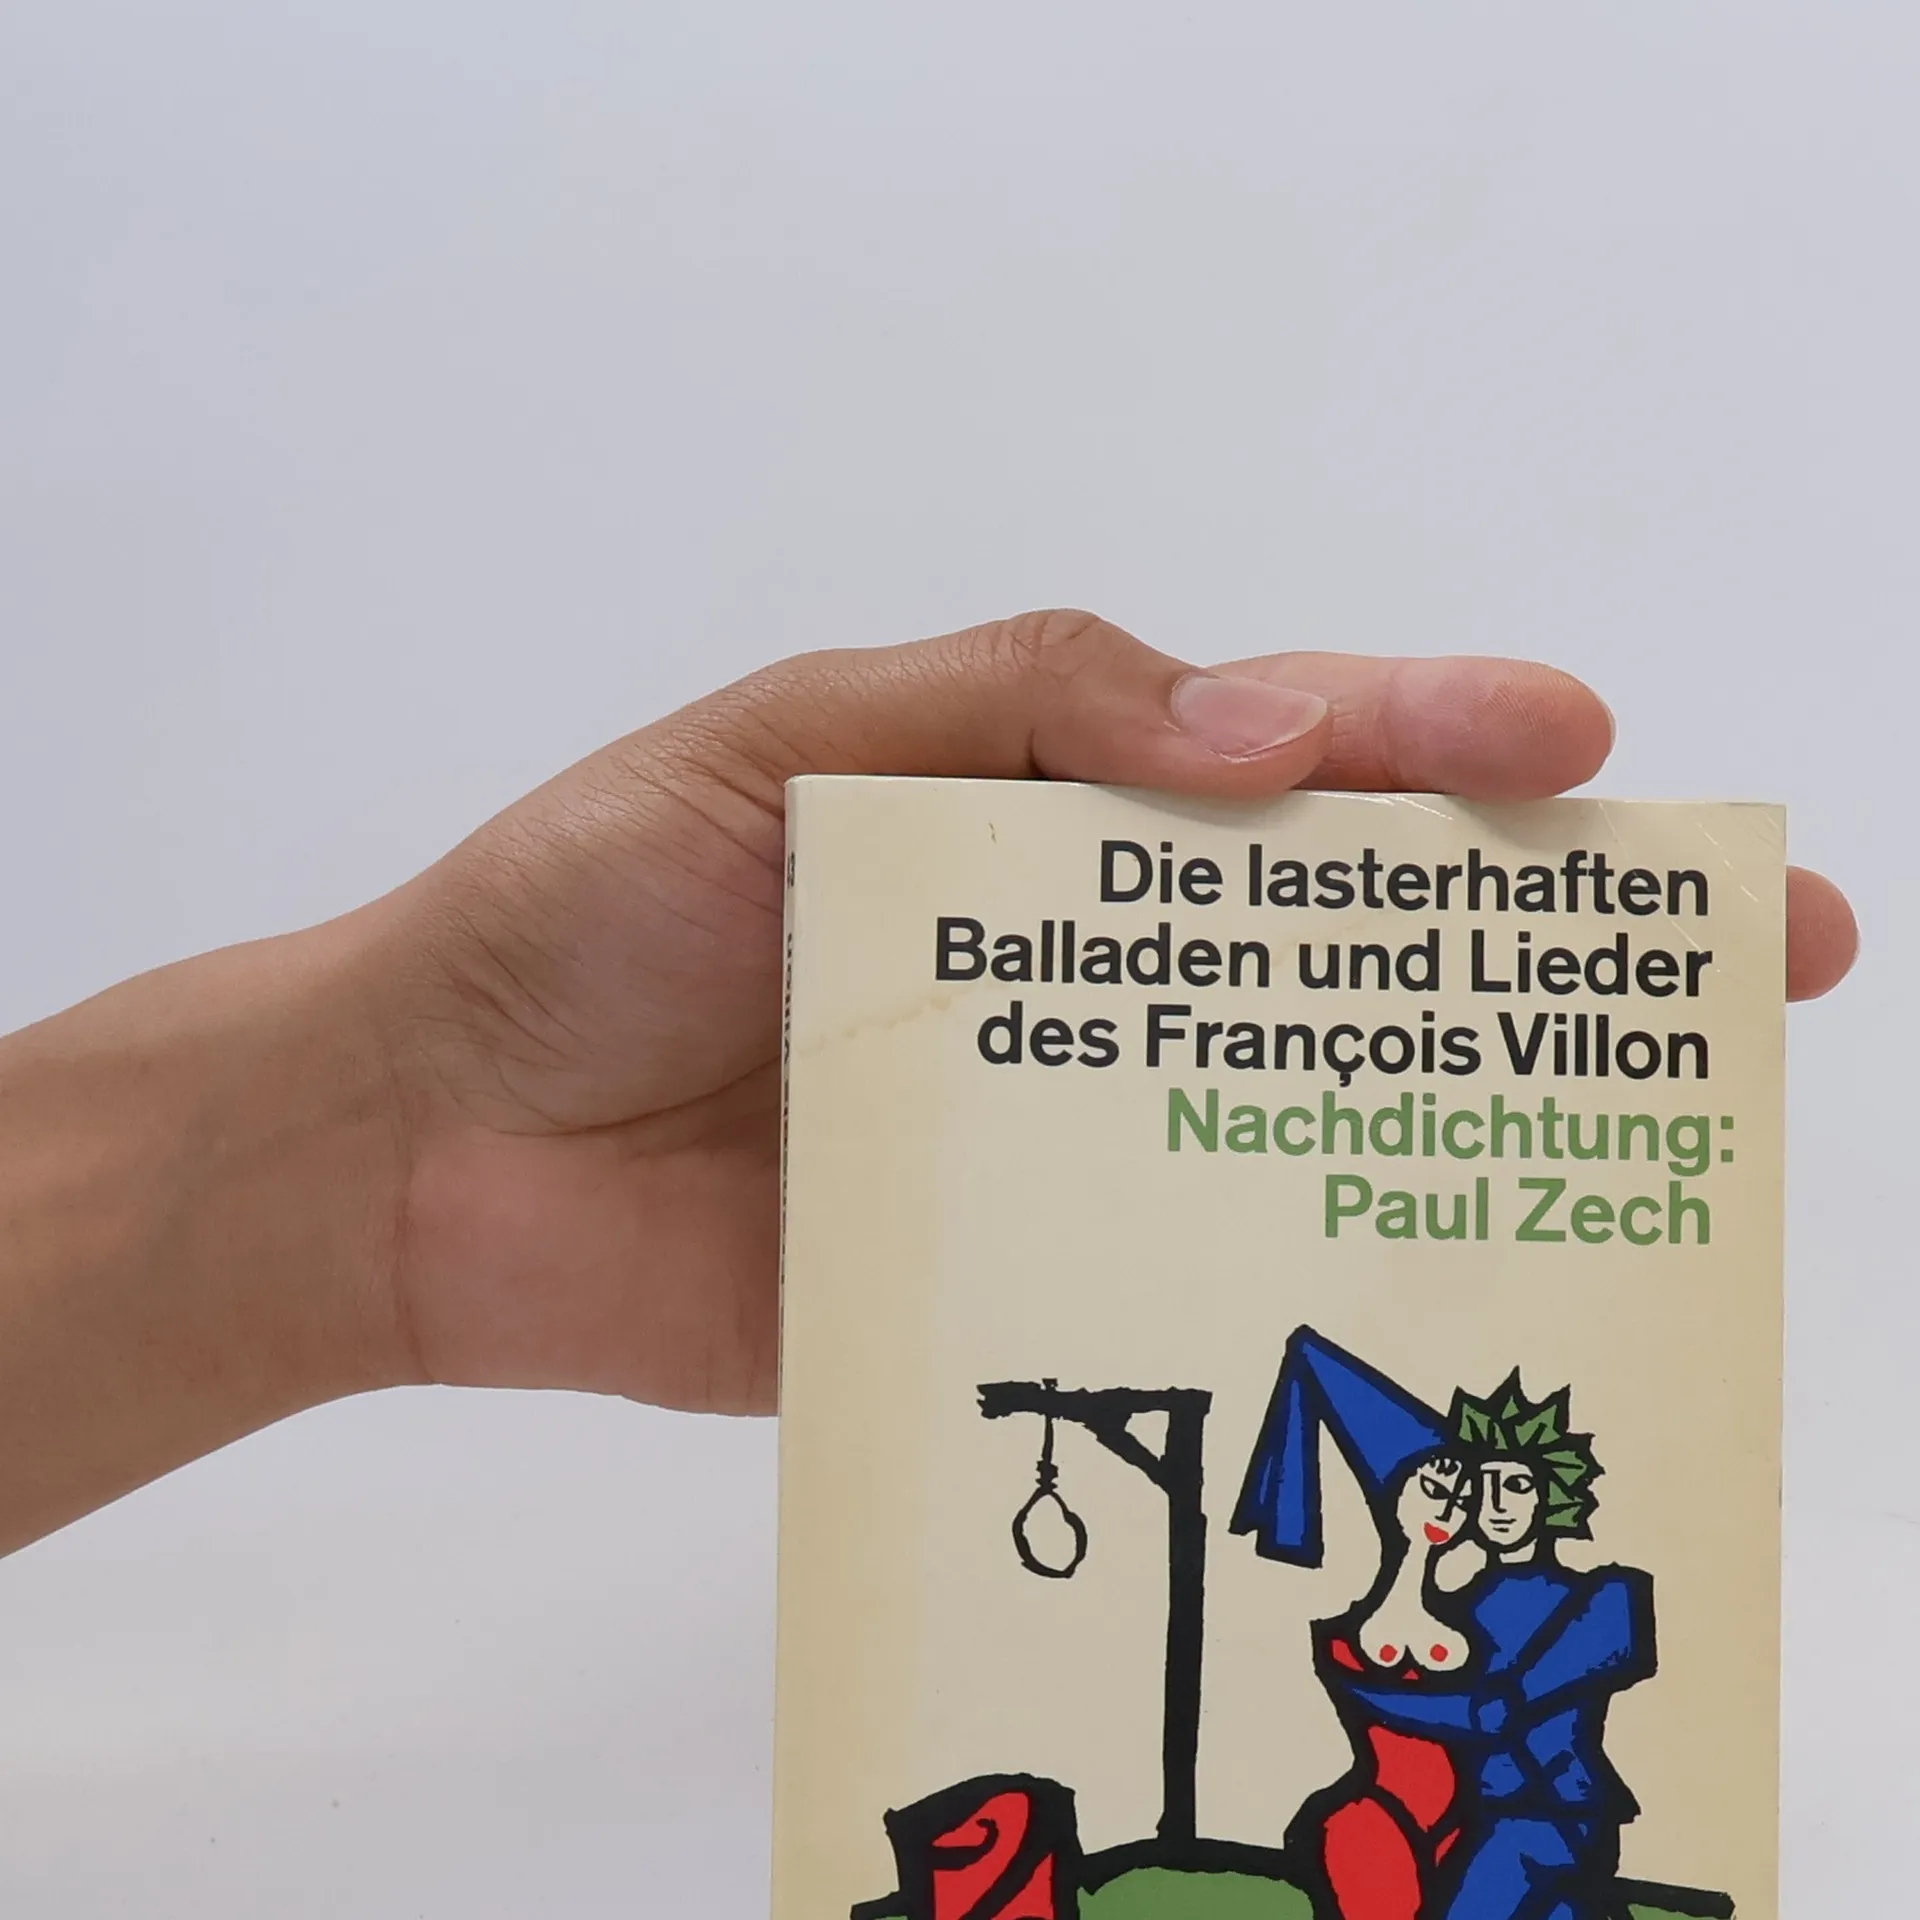 Die lasterhaften
Balladen und Lieder
des François Villon
Nachdichtung:
Paul Zech